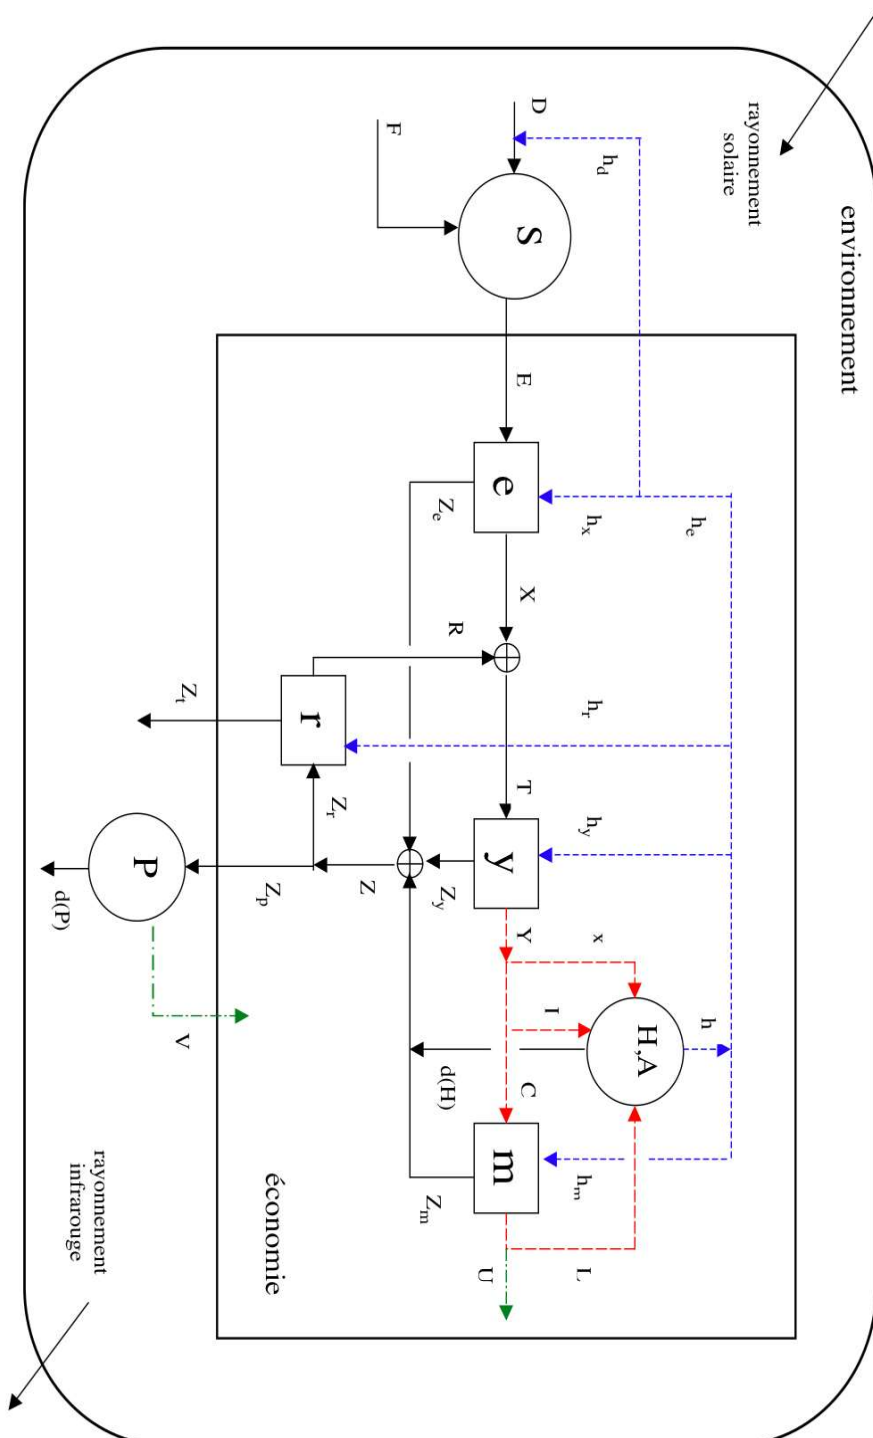 environnement
rayonnement
solaire
D
F
h_d
S
E
e
h_x
h_e
Z_e
X
R
h_r
r
Z_t
Z_r
T
h_y
y
Z_y
Z
Z_p
P
d(P)
V
Y
x
I
H,A
h
d(H)
C
m
h_m
Z_m
L
U
économie
rayonnement
infrarouge